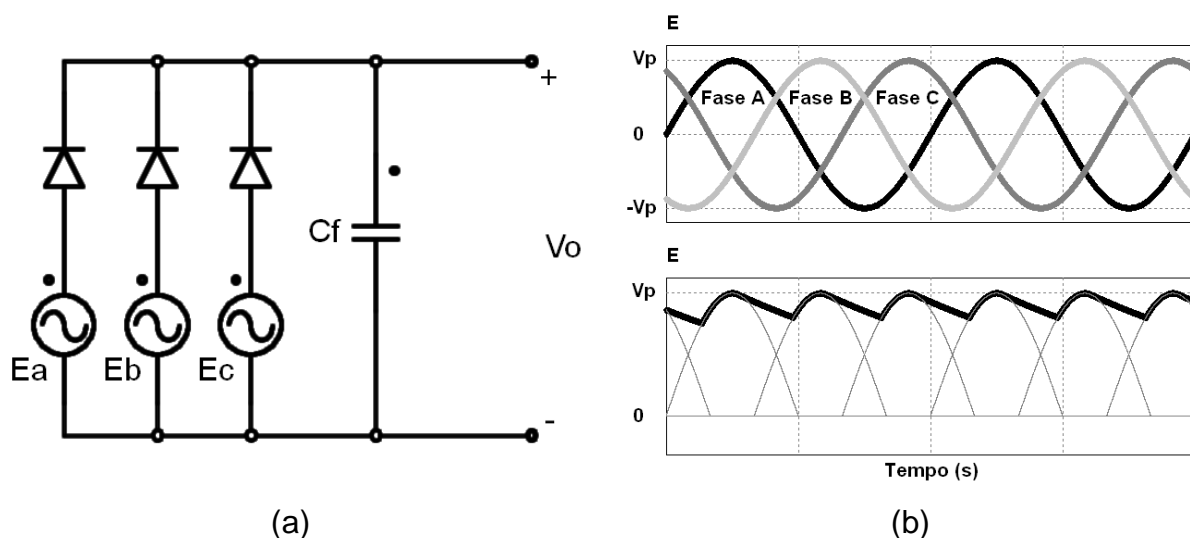 +
Cf
Vo
Ea
Eb
Ec
-
(a)
E
Vp
Fase A
Fase B
Fase C
0
-Vp
E
Vp
0
Tempo (s)
(b)